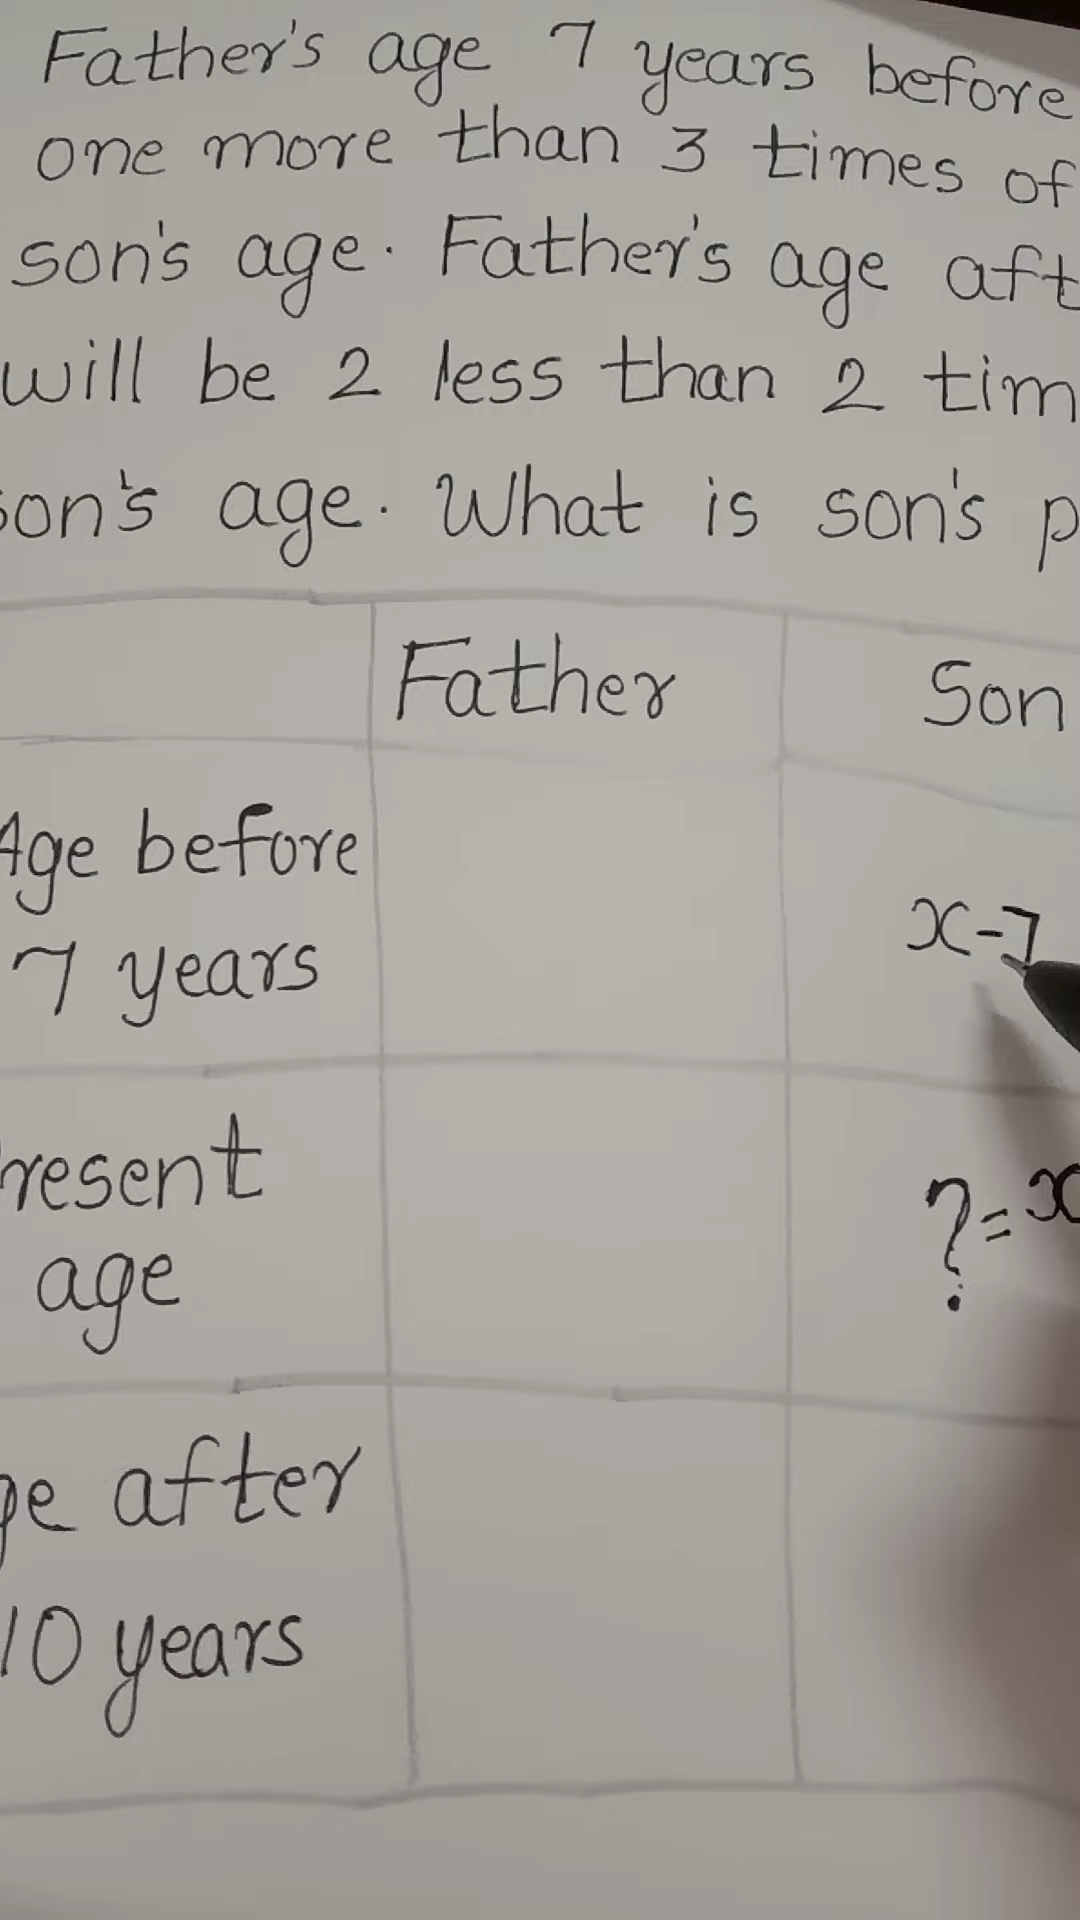 Father's age 7 years before
one more than 3 times of
son's age. Father's age aft
will be 2 less than 2 tim
son's age. What is son's p
Father Son
Age before
7 years
x-7
resent
age
?=x
ge after
10 years